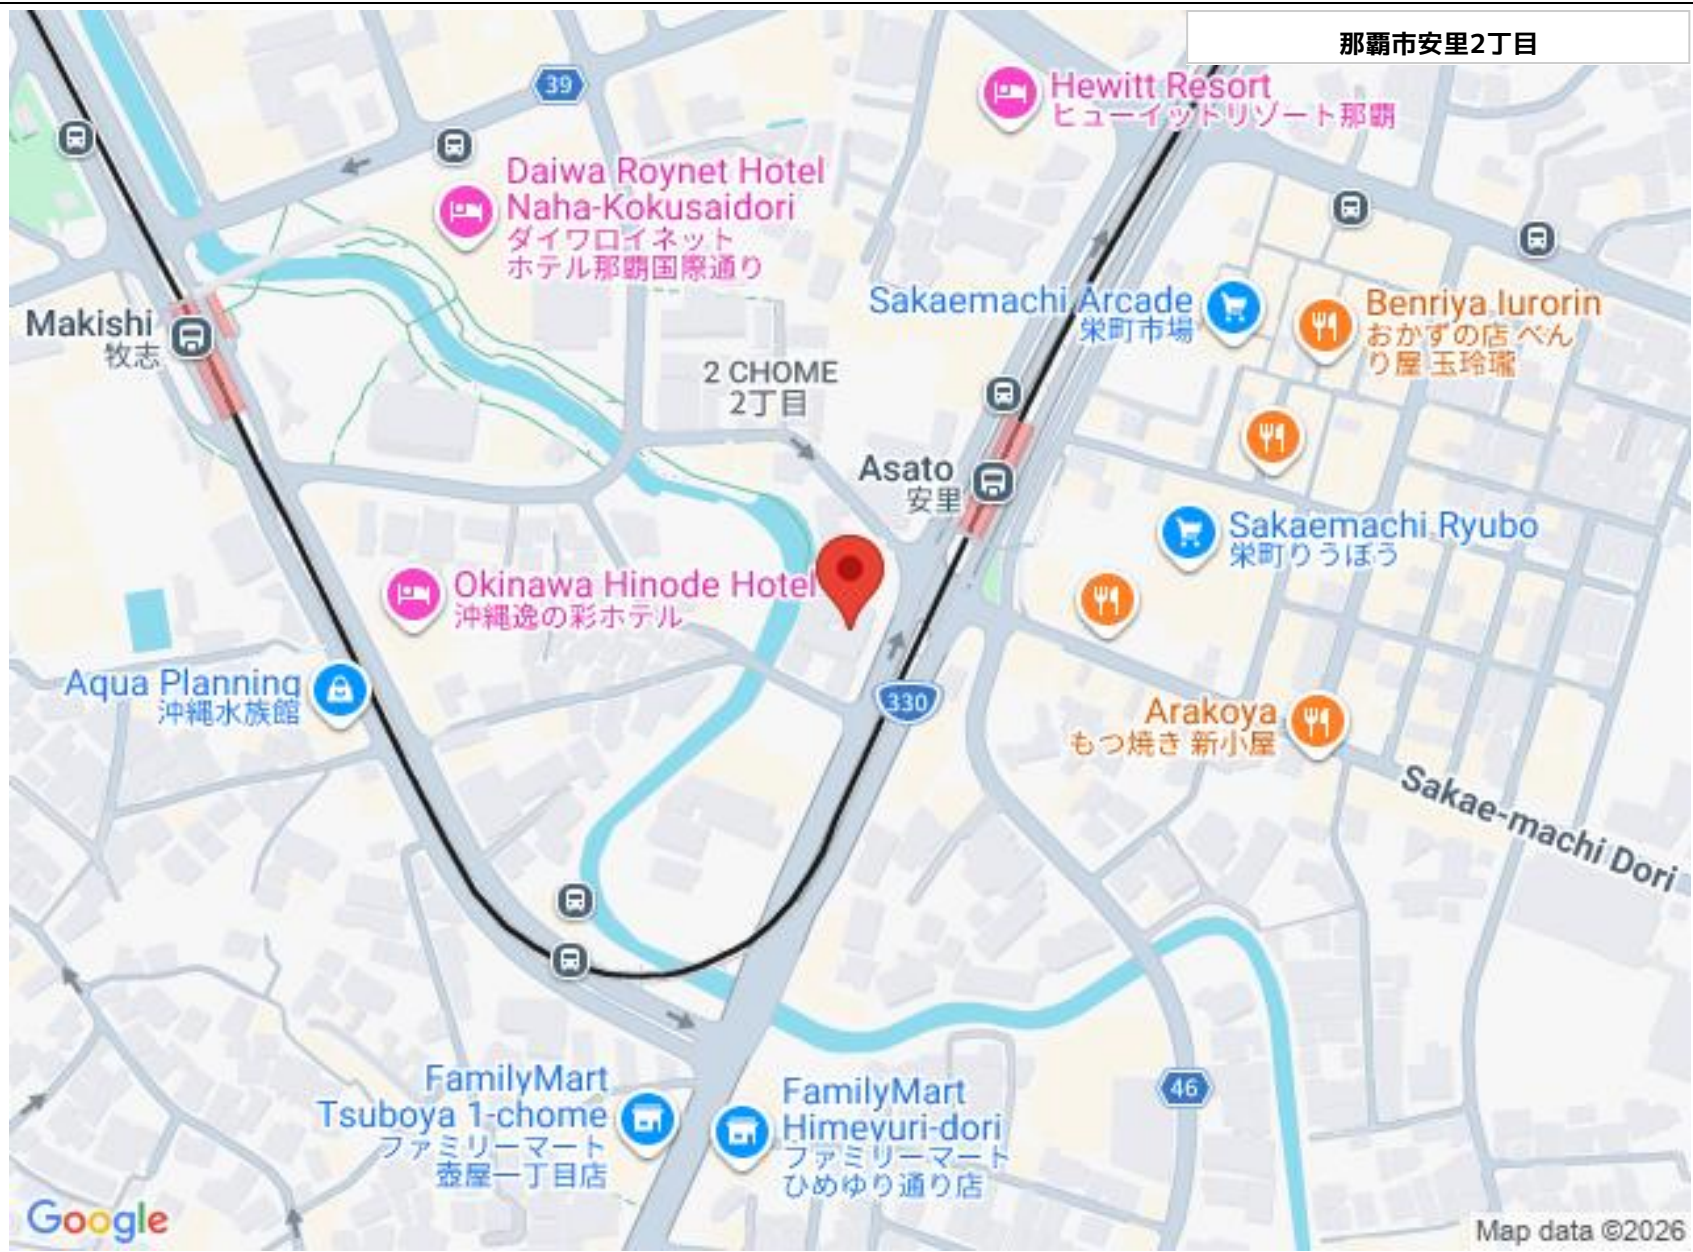 那覇市安里2丁目
39
Hewitt Resort
ヒューイットリゾート那覇
Daiwa Roynet Hotel
Naha-Kokusaidori
ダイワロイネット
ホテル那覇国際通り
Makishi
牧志
Sakaemachi Arcade
栄町市場
Benriya Iurorin
おかずの店 べん
り屋 玉玲瓏
2 CHOME
2丁目
Asato
安里
Sakaemachi Ryubo
栄町りうぼう
Okinawa Hinode Hotel
沖縄逸の彩ホテル
Aqua Planning
沖縄水族館
330
Arakoya
もつ焼き 新小屋
Sakae-machi Dori
FamilyMart
Tsuboya 1-chome
ファミリーマート
壺屋一丁目店
FamilyMart
Himeyuri-dori
ファミリーマート
ひめゆり通り店
46
Google
Map data ©2026